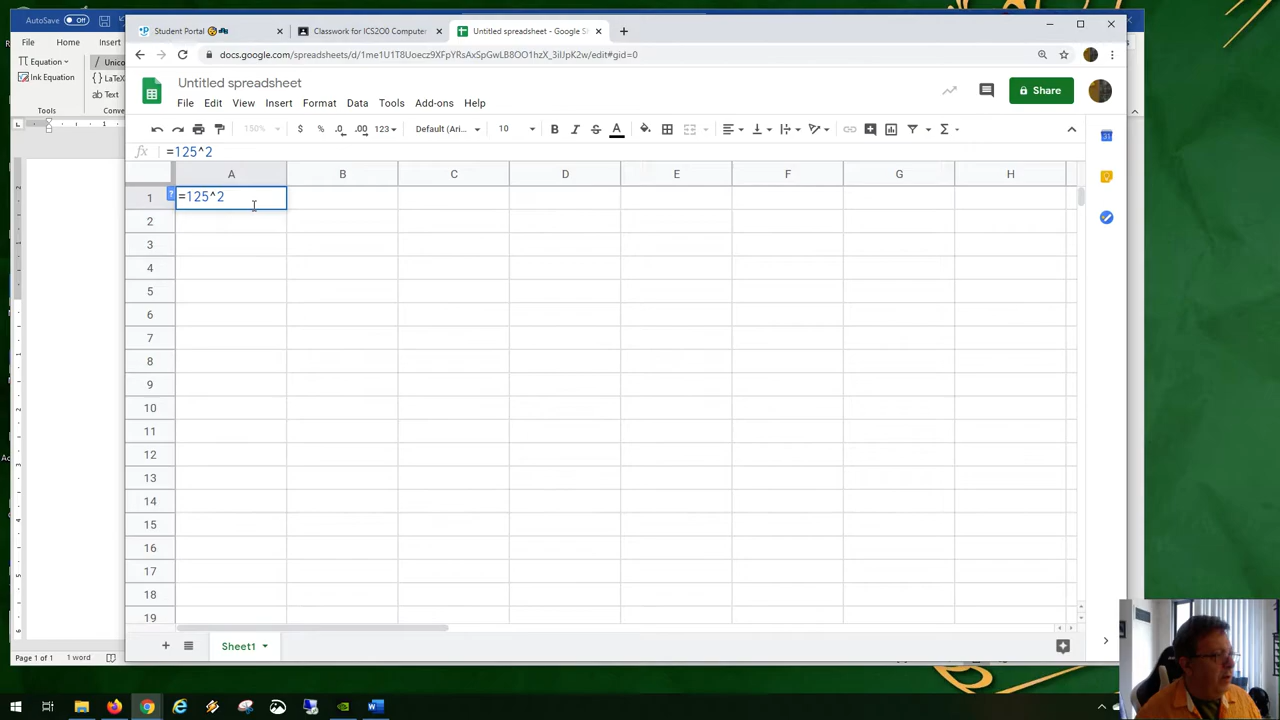 AutoSave Off
File Home Insert
Equation
Ink Equation
Unico
LaTeX
ab Text
Tools
Conve
Page 1 of 1 1 word
Student Portal
Classwork for ICS2O0 Computer
Untitled spreadsheet - Google S
docs.google.com/spreadsheets/d/1me1U1T8Uoecz9XFpYRsAxSpGwLB8OO1hzX_3iIJpK2w/edit#gid=0
Untitled spreadsheet
File Edit View Insert Format Data Tools Add-ons Help
Share
150% $ % .0 .00 123 Default (Ari... 10 B I S A
fx =125^2
A B C D E F G H
1 =125^2
2
3
4
5
6
7
8
9
10
11
12
13
14
15
16
17
18
19
Sheet1